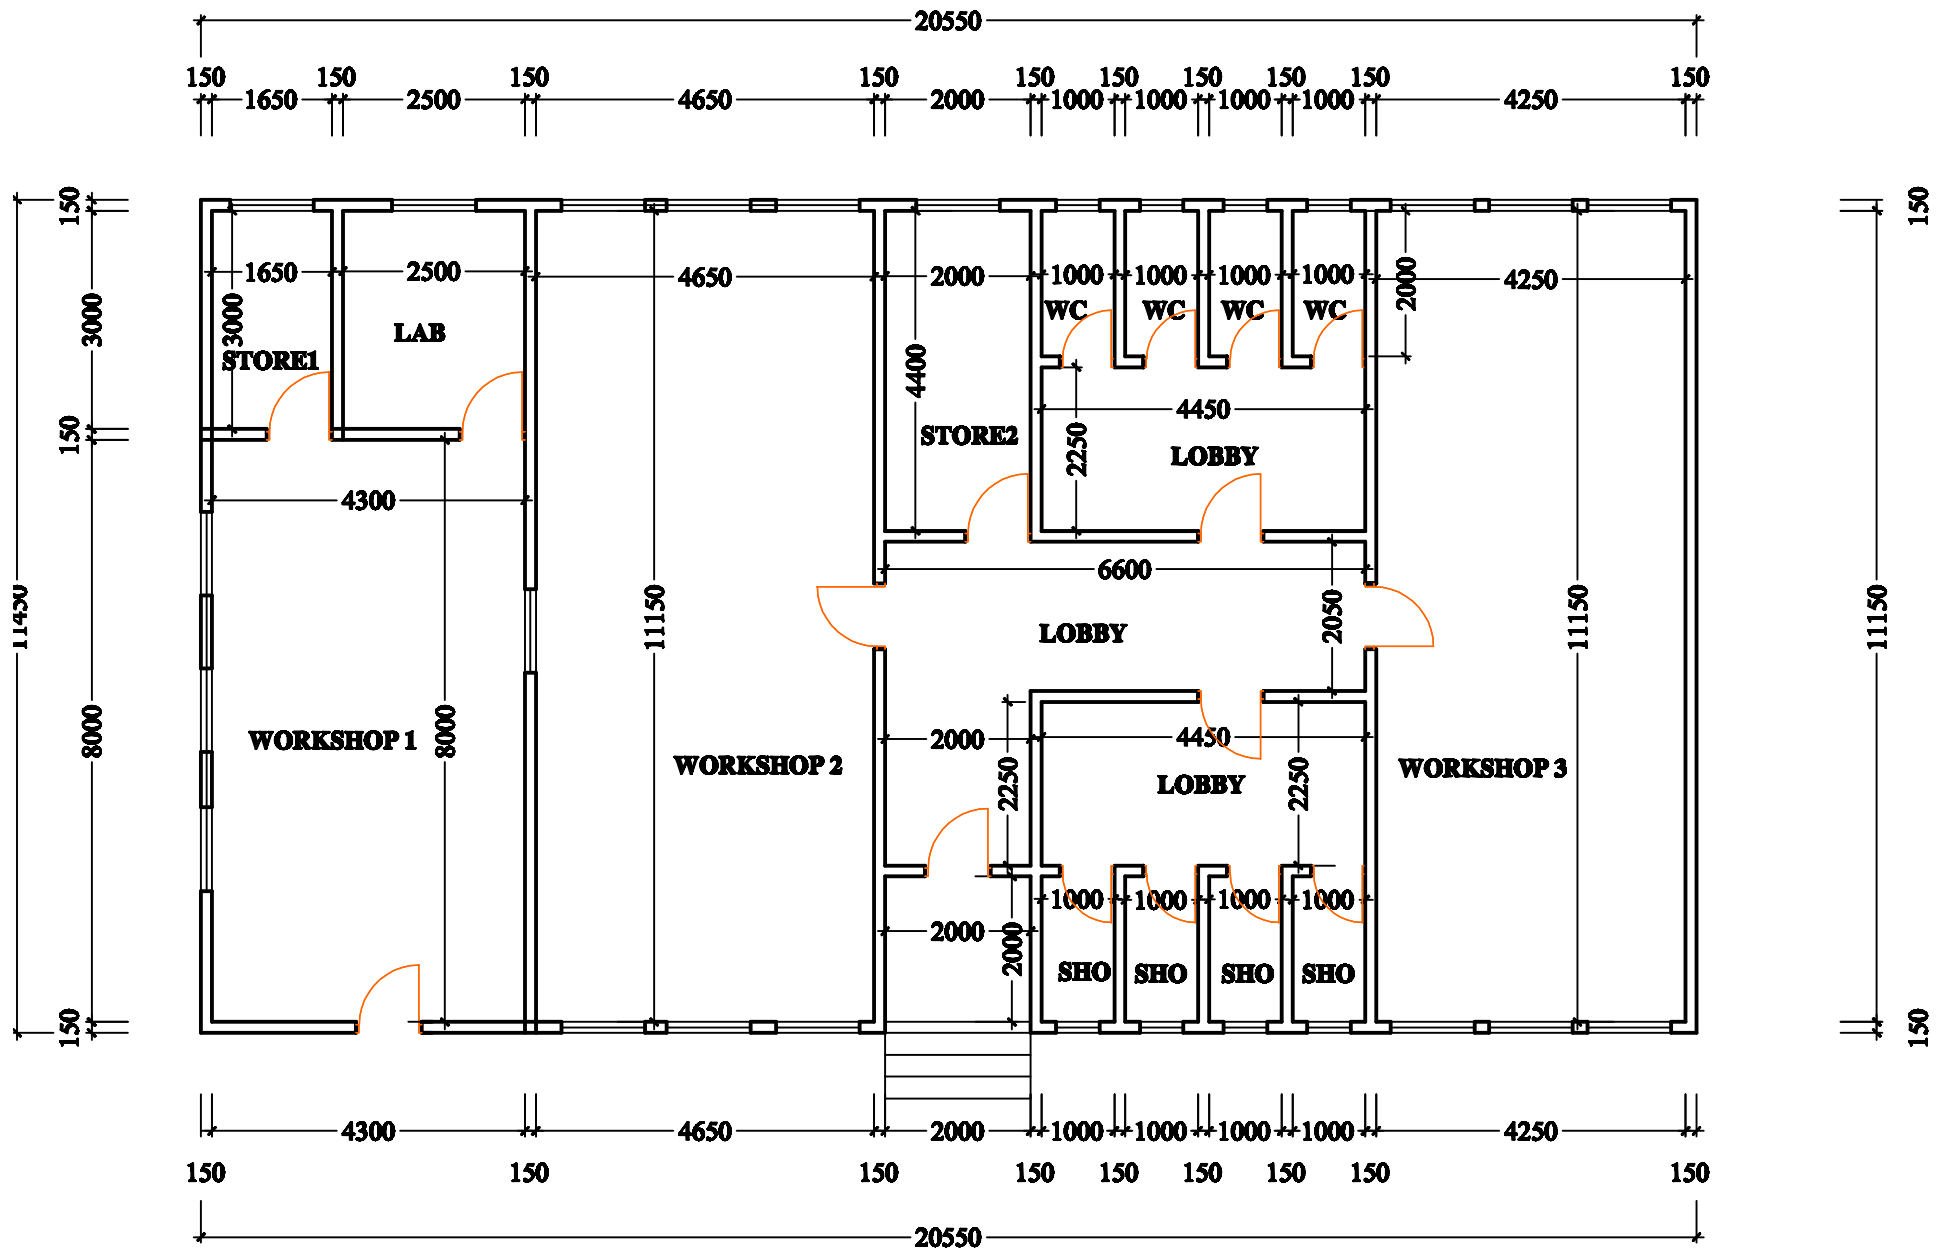 20550
150 150 150 150 150 150 150 150 150 150
1650 2500 4650 2000 1000 1000 1000 1000 4250
150 150
1650 2500 4650 2000 1000 1000 1000 1000 2000 4250
3000 3000 WC WC WC WC
STORE1 LAB 4400
4450
150 STORE2 2250 LOBBY
4300
6600
11450 11150 LOBBY 2050 11150 11150
8000 WORKSHOP 1 8000 2000 4450
WORKSHOP 2 2250 LOBBY 2250 WORKSHOP 3
1000 1000 1000 1000
2000 2000
SHO SHO SHO SHO
150 150
4300 4650 2000 1000 1000 1000 1000 4250
150 150 150 150 150 150 150 150 150
20550